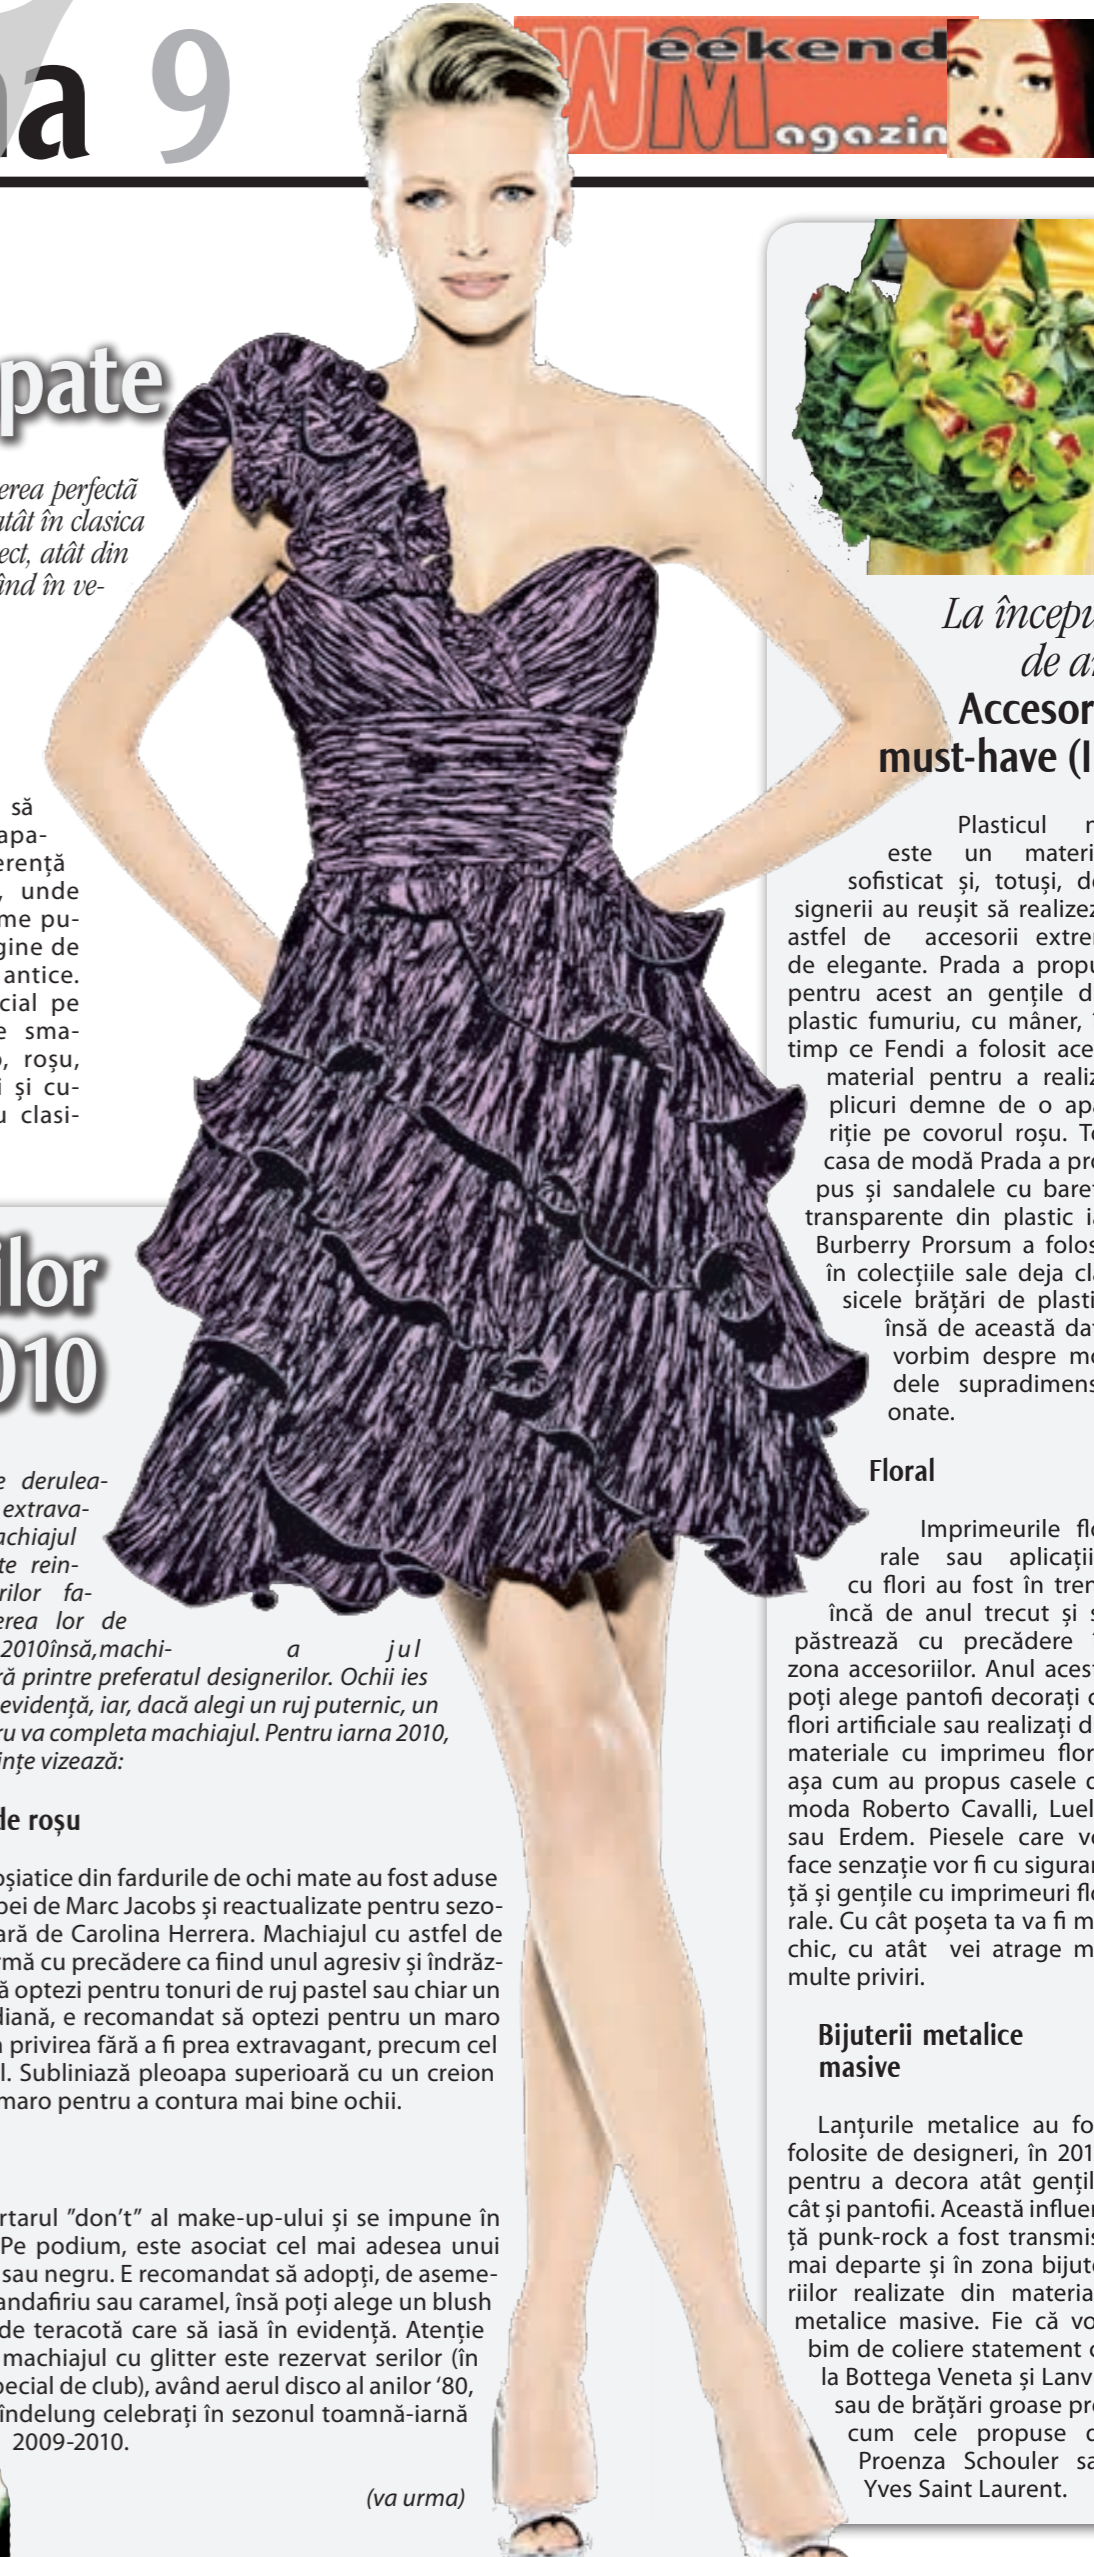 na 9
Weekend
Magazin
pate
erea perfectã
atât în clasica
ect, atât din
ând în ve-
să
apa-
erență
, unde
me pu-
gine de
antice.
cial pe
e sma-
, roșu,
i și cu-
u clasi-
ilor
010
e derulea-
extrava-
achiajul
te rein-
rilor fa-
erea lor de
2010însă,machi- a jul
ră printre preferatul designerilor. Ochii ies
evidență, iar, dacă alegi un ruj puternic, un
ru va completa machiajul. Pentru iarna 2010,
ințe vizează:
de roșu
oșiatice din fardurile de ochi mate au fost aduse
pei de Marc Jacobs și reactualizate pentru sezo-
ară de Carolina Herrera. Machiajul cu astfel de
rmă cu precădere ca fiind unul agresiv și îndrăz-
ă optezi pentru tonuri de ruj pastel sau chiar un
diană, e recomandat să optezi pentru un maro
a privirea fără a fi prea extravagant, precum cel
l. Subliniază pleoapa superioară cu un creion
maro pentru a contura mai bine ochii.
rtarul ”don’t” al make-up-ului și se impune în
Pe podium, este asociat cel mai adesea unui
sau negru. E recomandat să adopți, de aseme-
andafiriu sau caramel, însă poți alege un blush
de teracotă care să iasă în evidență. Atenție
machiajul cu glitter este rezervat serilor (în
pecial de club), având aerul disco al anilor ‘80,
îndelung celebrați în sezonul toamnă-iarnă
2009-2010.
(va urma)
La începu
de a
Accesor
must-have (I
Plasticul n
este un materi
sofisticat și, totuși, de
signerii au reușit să realizez
astfel de accesorii extrem
de elegante. Prada a propu
pentru acest an gențile d
plastic fumuriu, cu mâner, î
timp ce Fendi a folosit aces
material pentru a realiz
plicuri demne de o apa
riție pe covorul roșu. To
casa de modă Prada a pro
pus și sandalele cu baret
transparente din plastic ia
Burberry Prorsum a folos
în colecțiile sale deja cla
sicele brățări de plasti
însă de această dat
vorbim despre mo
dele supradimens
onate.
Floral
Imprimeurile flo
rale sau aplicații
cu flori au fost în tren
încă de anul trecut și s
păstrează cu precădere î
zona accesoriilor. Anul acest
poți alege pantofi decorați c
flori artificiale sau realizați d
materiale cu imprimeu flor
așa cum au propus casele d
moda Roberto Cavalli, Luel
sau Erdem. Piesele care vo
face senzație vor fi cu siguran
ță și gențile cu imprimeuri flo
rale. Cu cât poșeta ta va fi m
chic, cu atât vei atrage m
multe priviri.
Bijuterii metalice
masive
Lanțurile metalice au fo
folosite de designeri, în 201
pentru a decora atât gențil
cât și pantofii. Această influen
ță punk-rock a fost transmis
mai departe și în zona bijute
riilor realizate din materia
metalice masive. Fie că vo
bim de coliere statement d
la Bottega Veneta și Lanv
sau de brățări groase pre
cum cele propuse d
Proenza Schouler sa
Yves Saint Laurent.